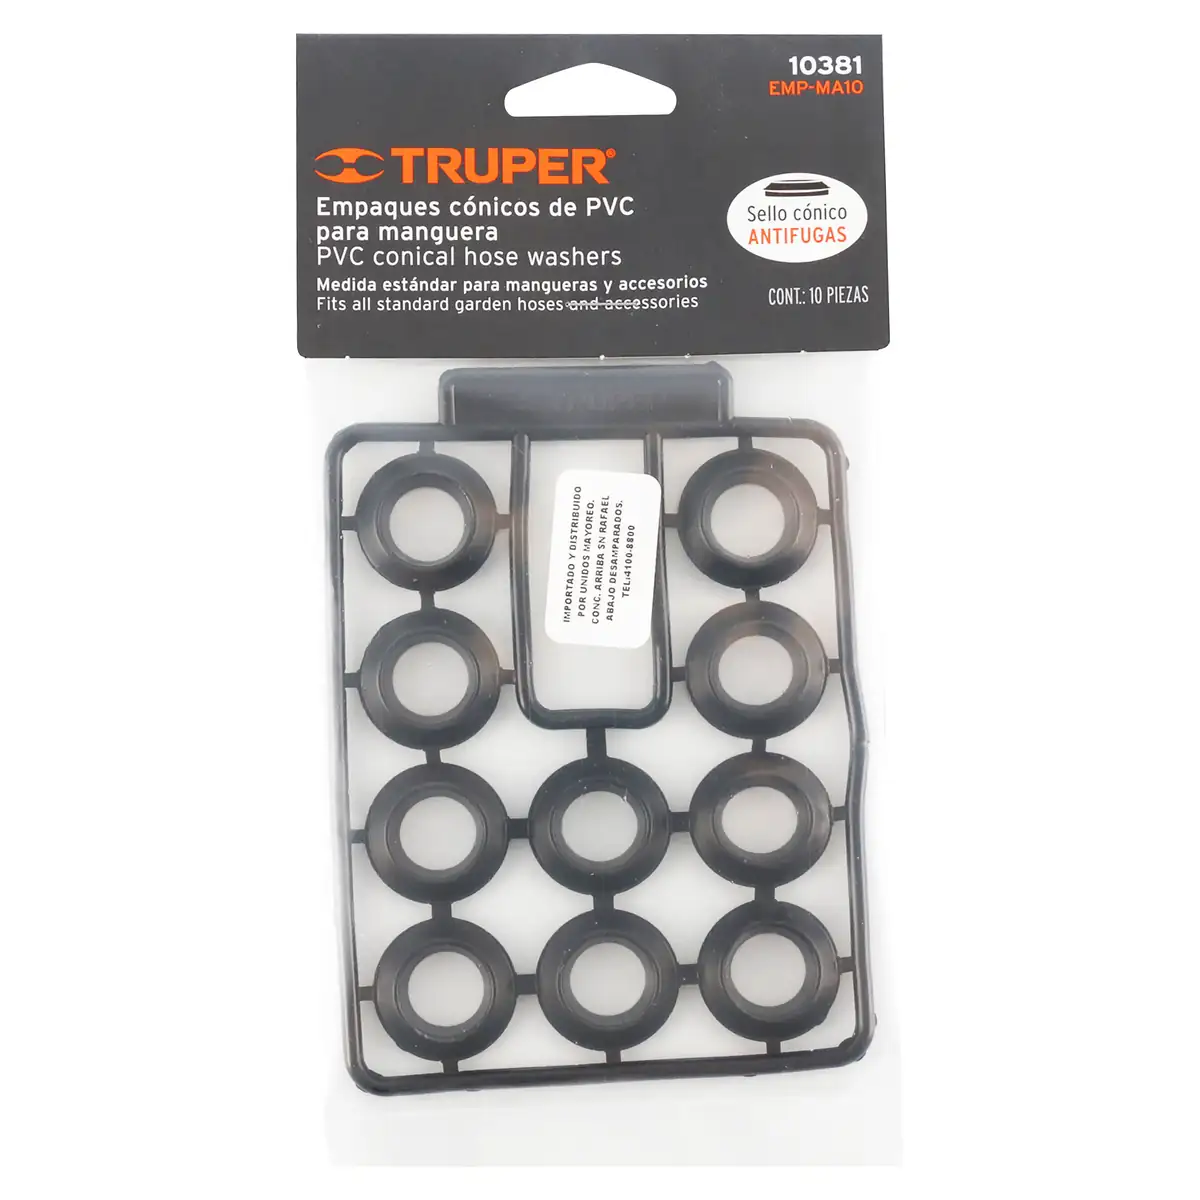 10381
EMP-MA10
TRUPER®
Empaques cónicos de PVC
para manguera
PVC conical hose washers
Medida estándar para mangueras y accesorios
Fits all standard garden hoses and accessories
Sello cónico
ANTIFUGAS
CONT.: 10 PIEZAS
TRUPER
IMPORTADO Y DISTRIBUIDO
POR UNIDOS MAYOREO.
CONC. ARRIBA SN RAFAEL
ABAJO DESAMPARADOS.
TEL:4100-8800